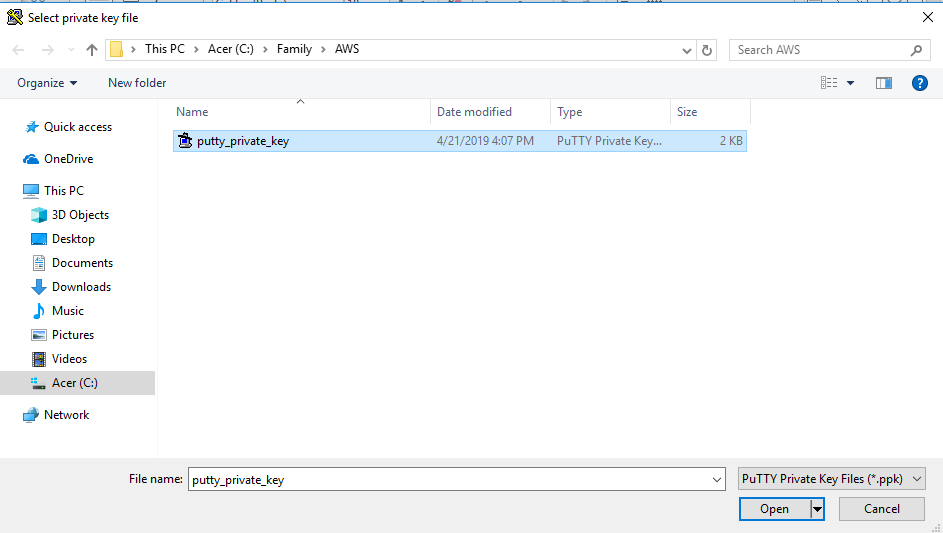 Select private key file
This PC > Acer (C:) > Family > AWS
Search AWS
Organize
New folder
Name
Date modified
Type
Size
putty_private_key
4/21/2019 4:07 PM
PuTTY Private Key...
2 KB
Quick access
OneDrive
This PC
3D Objects
Desktop
Documents
Downloads
Music
Pictures
Videos
Acer (C:)
Network
File name:
putty_private_key
PuTTY Private Key Files (*.ppk)
Open
Cancel